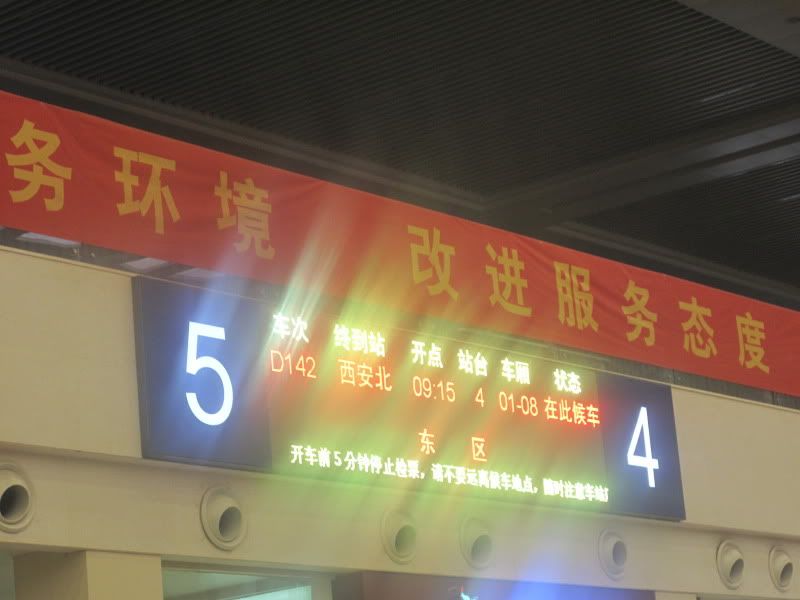 务环境 改进服务态度
5
车次 终到站 开点 站台 车厢 状态
D142 西安北 09:15 4 01-08 在此候车
东 区
开车前5分钟停止检票，请不要远离候车地点，随时注意车站广
4